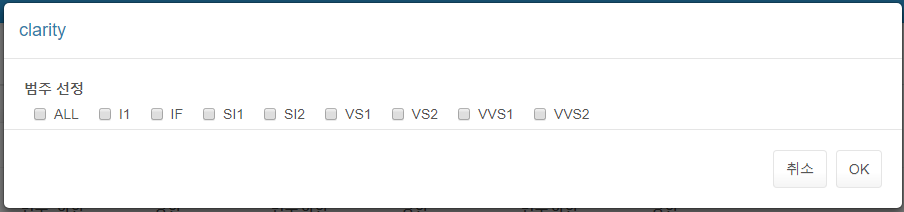 clarity
범주 선정
ALL I1 IF SI1 SI2 VS1 VS2 VVS1 VVS2
취소 OK